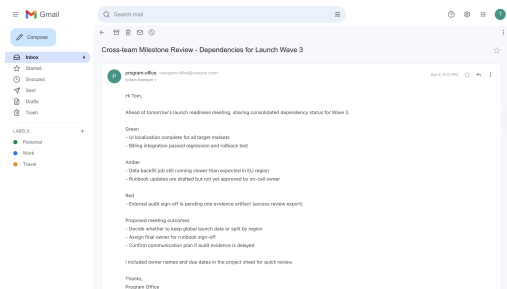 Gmail
Search mail
T
Compose
Inbox
Starred
Snoozed
Sent
Drafts
Trash
LABELS
+
Personal
Work
Travel
Cross-team Milestone Review - Dependencies for Launch Wave 3
P
program-office <program-office@amazon.com>
Hi Tom,
Ahead of tomorrow's launch readiness meeting, sharing consolidated dependency status for Wave 3.
Green
- UI localization complete for all target markets
- Billing integration passed regression and rollback test
Amber
- Data backfill job still running slower than expected in EU region
- Runbook updates are drafted but not yet approved by on-call owner
Red
- External audit sign-off is pending one evidence artifact (access review export)
Proposed meeting outcomes
- Decide whether to keep global launch date or split by region
- Assign final owner for runbook sign-off
- Confirm communication plan if audit evidence is delayed
I included owner names and due dates in the project sheet for quick review.
Thanks,
Program Office